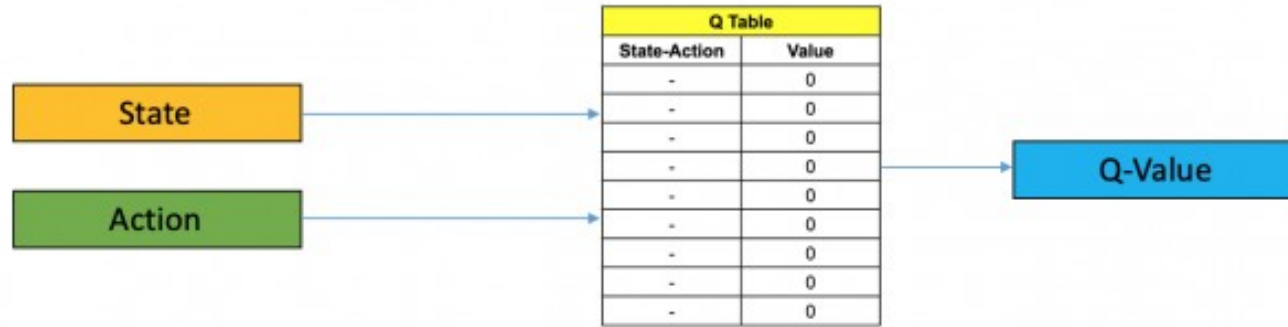 Q Table
State-Action Value
- 0
- 0
- 0
- 0
- 0
- 0
- 0
- 0
- 0
State
Action
Q-Value